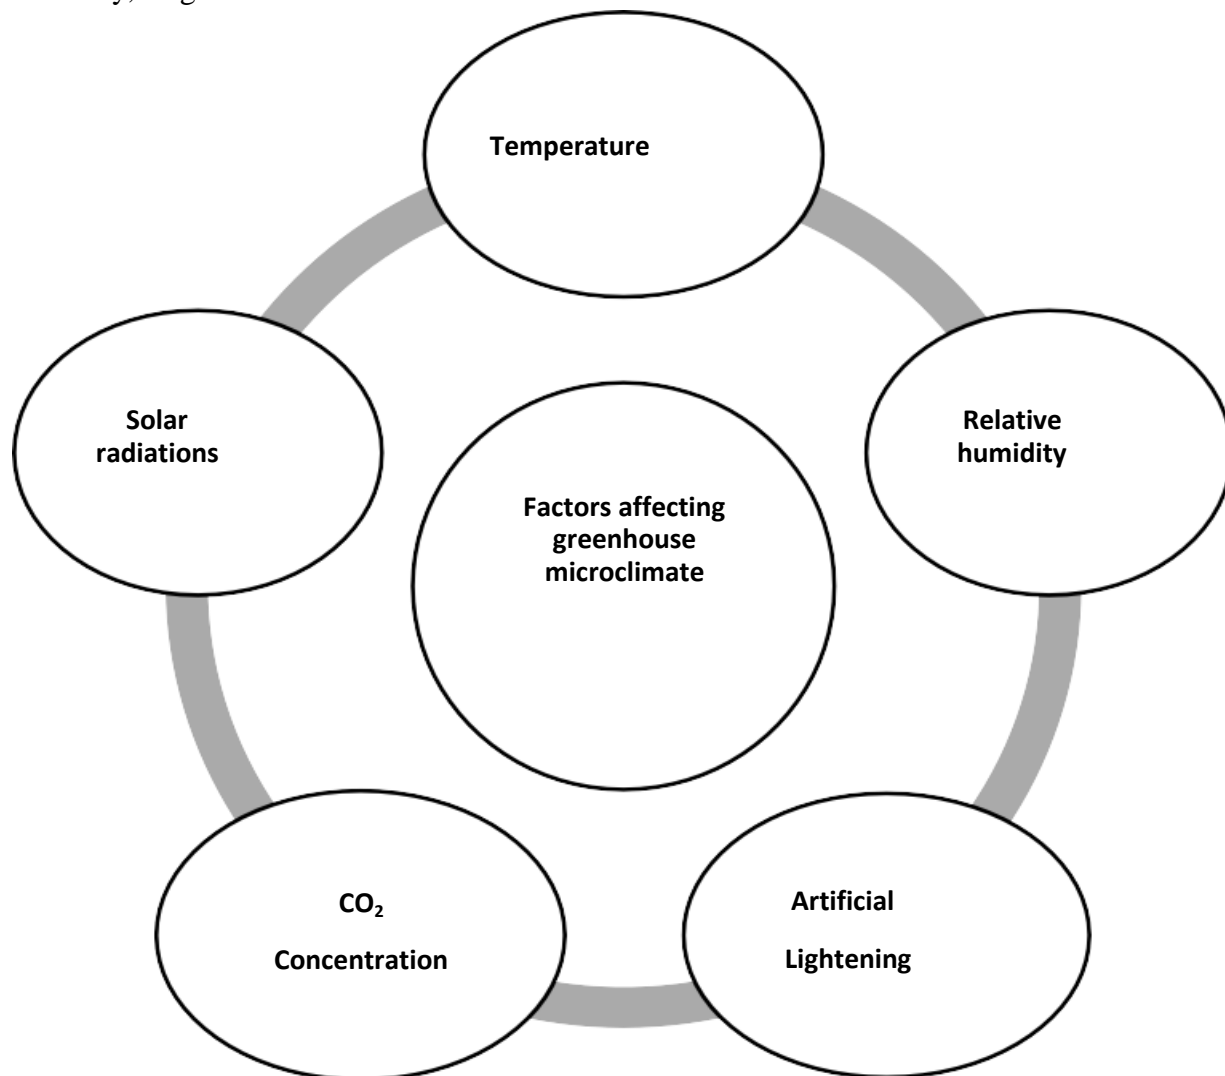 Temperature
Solar
radiations
Relative
humidity
Factors affecting
greenhouse
microclimate
CO₂
Concentration
Artificial
Lightening